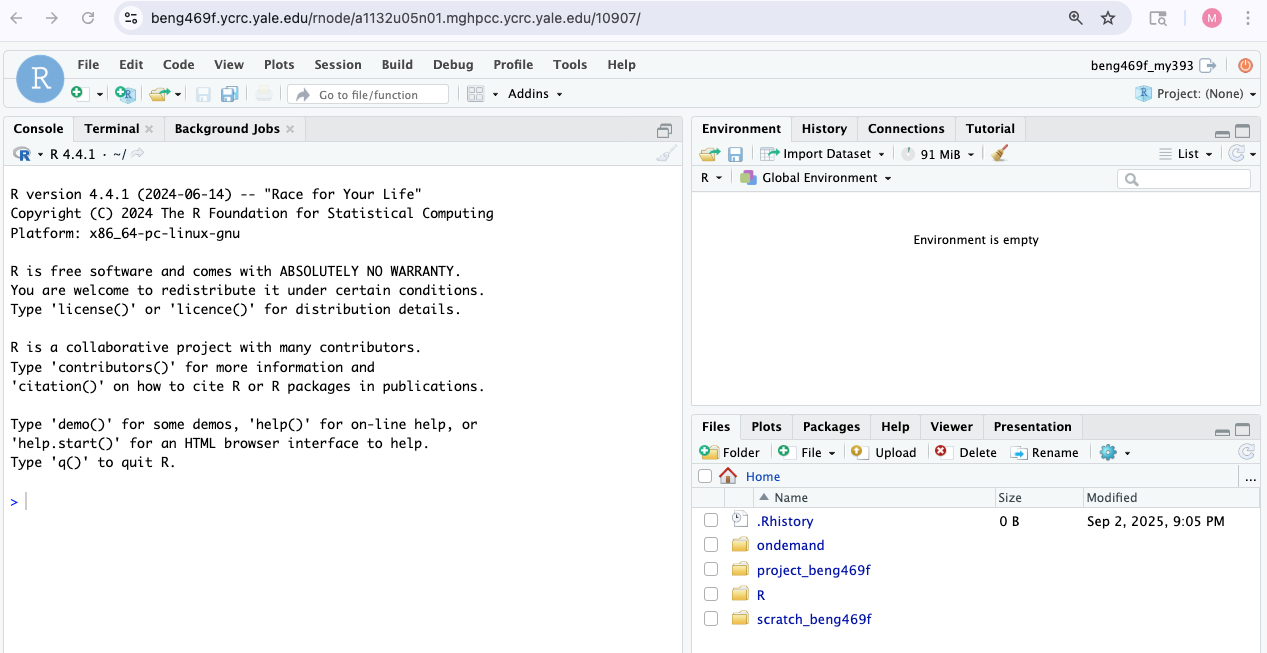 beng469f.ycrc.yale.edu/rnode/a1132u05n01.mghpcc.ycrc.yale.edu/10907/
M
R
File Edit Code View Plots Session Build Debug Profile Tools Help
beng469f_my393
Go to file/function
Addins
R Project: (None)
Console Terminal Background Jobs
R R 4.4.1 · ~/
R version 4.4.1 (2024-06-14) -- "Race for Your Life"
Copyright (C) 2024 The R Foundation for Statistical Computing
Platform: x86_64-pc-linux-gnu
R is free software and comes with ABSOLUTELY NO WARRANTY.
You are welcome to redistribute it under certain conditions.
Type 'license()' or 'licence()' for distribution details.
R is a collaborative project with many contributors.
Type 'contributors()' for more information and
'citation()' on how to cite R or R packages in publications.
Type 'demo()' for some demos, 'help()' for on-line help, or
'help.start()' for an HTML browser interface to help.
Type 'q()' to quit R.
>
Environment History Connections Tutorial
Import Dataset 91 MiB List
R Global Environment
Environment is empty
Files Plots Packages Help Viewer Presentation
Folder File Upload Delete Rename
Home ...
Name Size Modified
.Rhistory 0 B Sep 2, 2025, 9:05 PM
ondemand
project_beng469f
R
scratch_beng469f